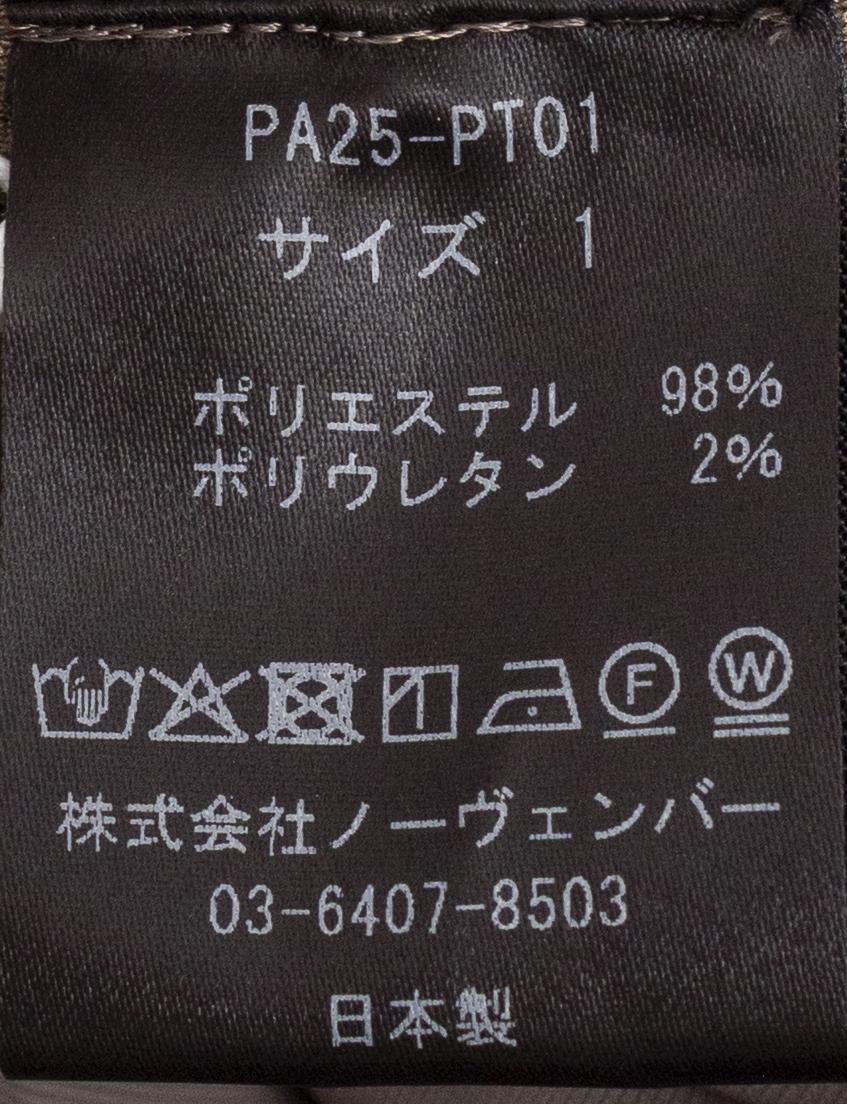 PA25-PT01
サイズ 1
ポリエステル 98%
ポリウレタン 2%
F W
株式会社ノーヴェンバー
03-6407-8503
日本製